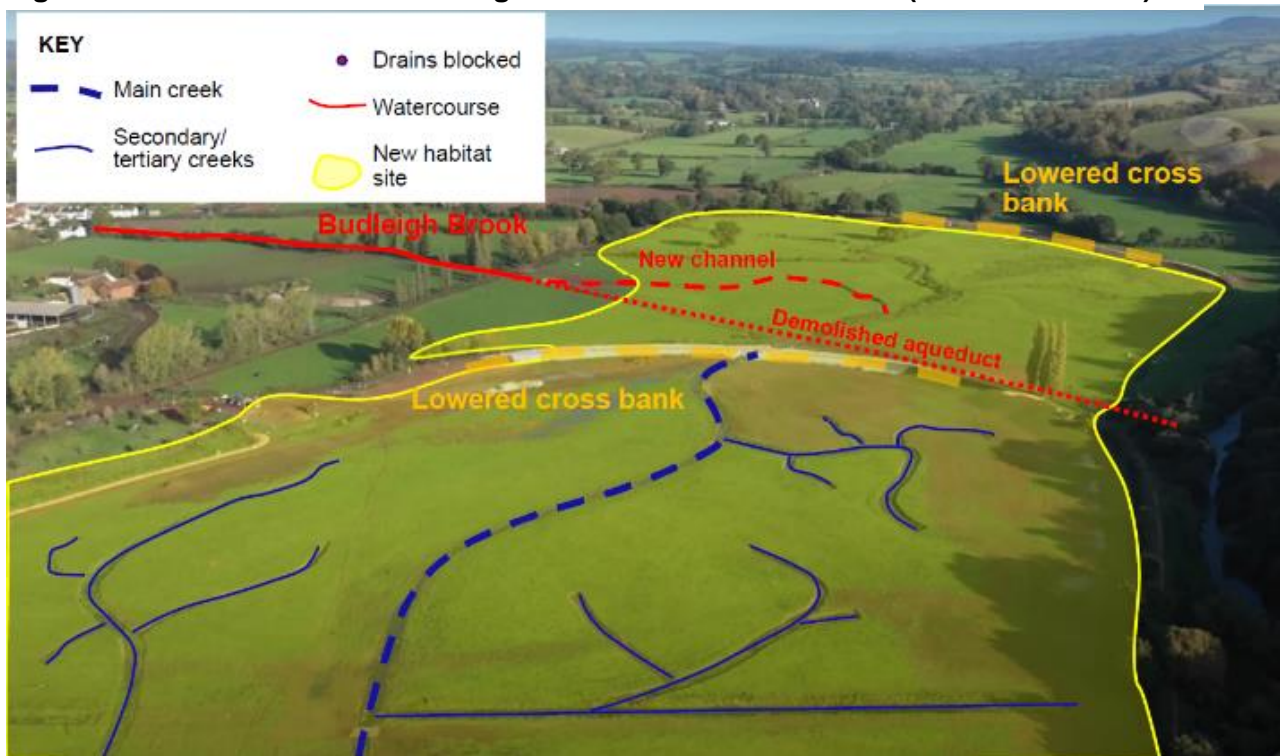 KEY
Main creek
Secondary/
tertiary creeks
Drains blocked
Watercourse
New habitat
site
Lowered cross
bank
Budleigh Brook
New channel
Demolished aqueduct
Lowered cross bank